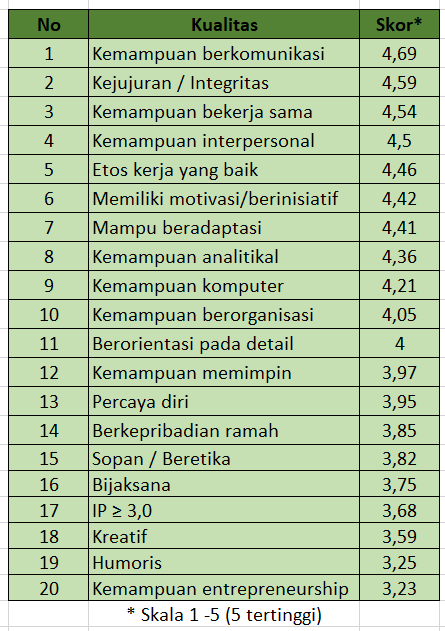 No Kualitas Skor*
1 Kemampuan berkomunikasi 4,69
2 Kejujuran / Integritas 4,59
3 Kemampuan bekerja sama 4,54
4 Kemampuan interpersonal 4,5
5 Etos kerja yang baik 4,46
6 Memiliki motivasi/berinisiatif 4,42
7 Mampu beradaptasi 4,41
8 Kemampuan analitikal 4,36
9 Kemampuan komputer 4,21
10 Kemampuan berorganisasi 4,05
11 Berorientasi pada detail 4
12 Kemampuan memimpin 3,97
13 Percaya diri 3,95
14 Berkepribadian ramah 3,85
15 Sopan / Beretika 3,82
16 Bijaksana 3,75
17 IP ≥ 3,0 3,68
18 Kreatif 3,59
19 Humoris 3,25
20 Kemampuan entrepreneurship 3,23
* Skala 1 -5 (5 tertinggi)